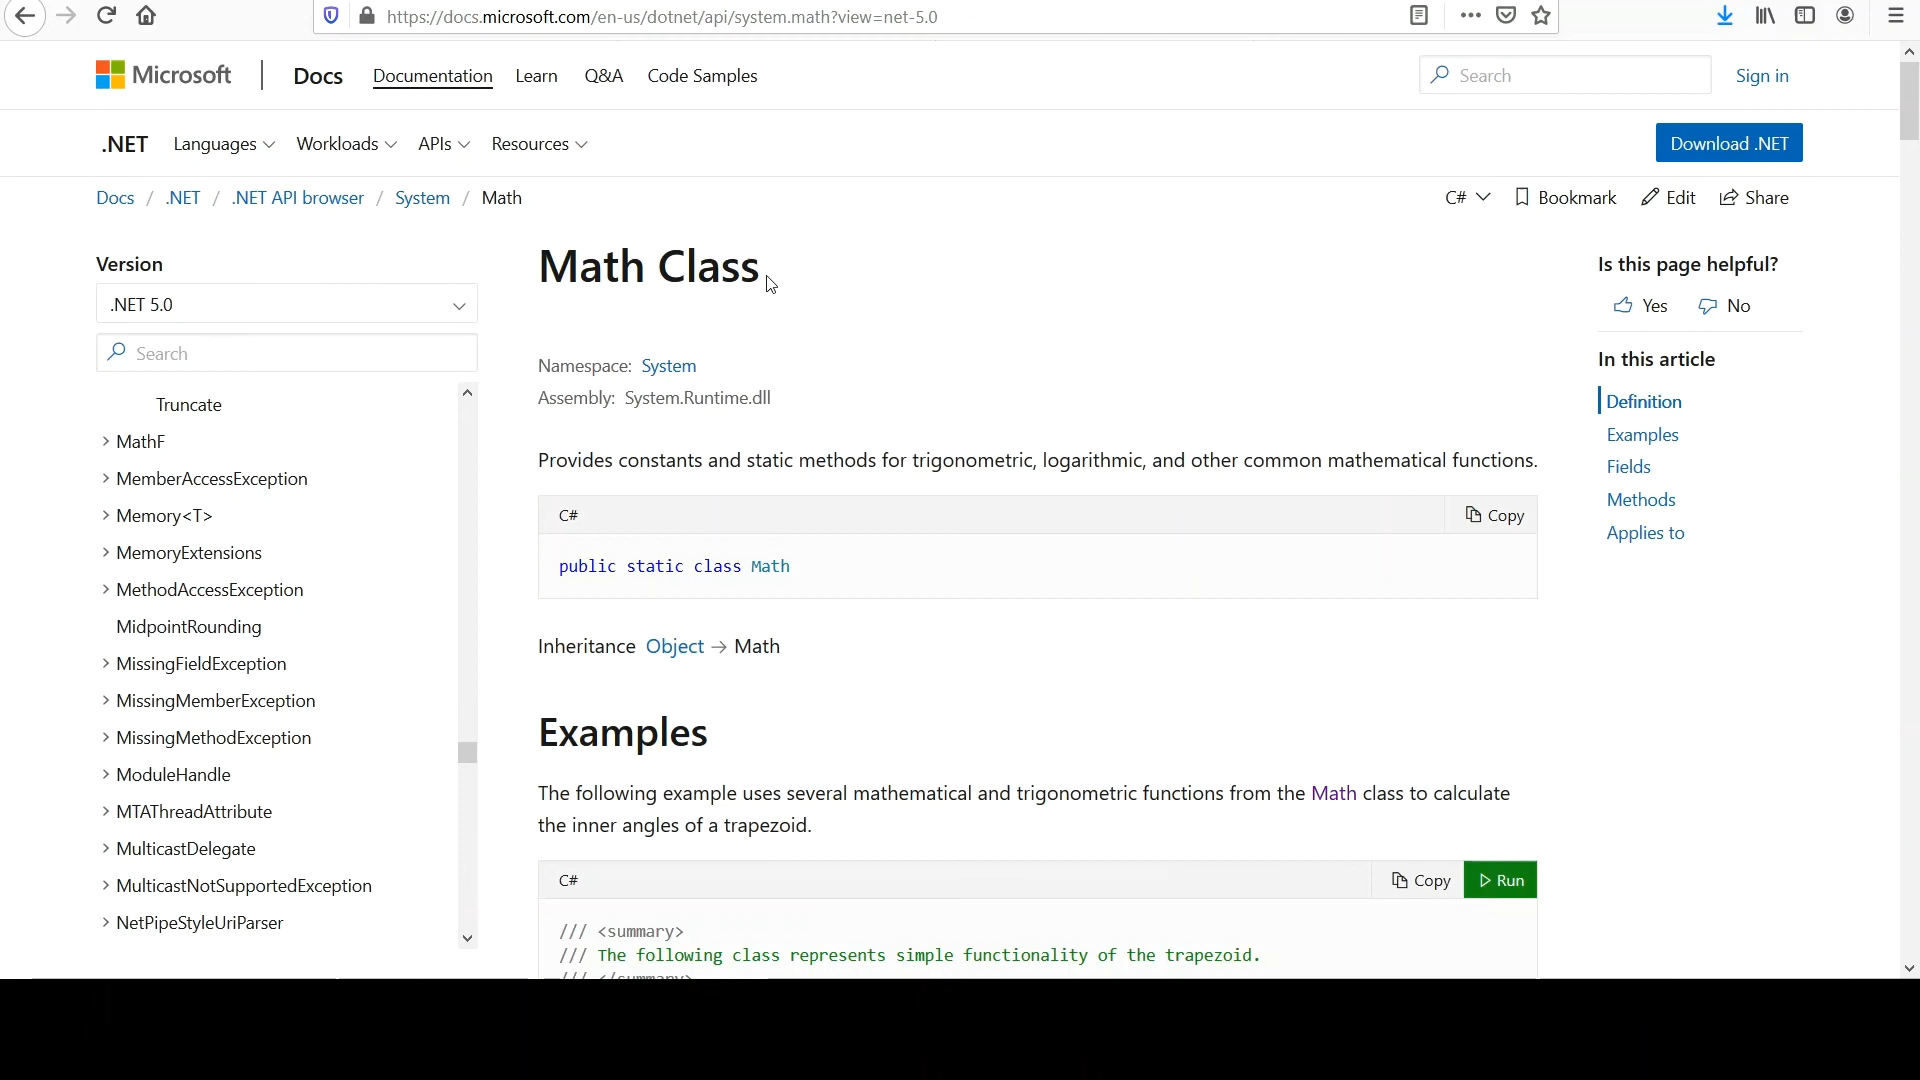 https://docs.microsoft.com/en-us/dotnet/api/system.math?view=net-5.0
Microsoft Docs Documentation Learn Q&A Code Samples Search Sign in
.NET Languages Workloads APIs Resources Download .NET
Docs / .NET / .NET API browser / System / Math C# Bookmark Edit Share
Version
.NET 5.0
Search
Truncate
MathF
MemberAccessException
Memory<T>
MemoryExtensions
MethodAccessException
MidpointRounding
MissingFieldException
MissingMemberException
MissingMethodException
ModuleHandle
MTAThreadAttribute
MulticastDelegate
MulticastNotSupportedException
NetPipeStyleUriParser
Math Class
Namespace: System
Assembly: System.Runtime.dll
Provides constants and static methods for trigonometric, logarithmic, and other common mathematical functions.
C# Copy
public static class Math
Inheritance Object → Math
Examples
The following example uses several mathematical and trigonometric functions from the Math class to calculate
the inner angles of a trapezoid.
C# Copy Run
/// <summary>
/// The following class represents simple functionality of the trapezoid.
/// </summary>
Is this page helpful?
Yes No
In this article
Definition
Examples
Fields
Methods
Applies to